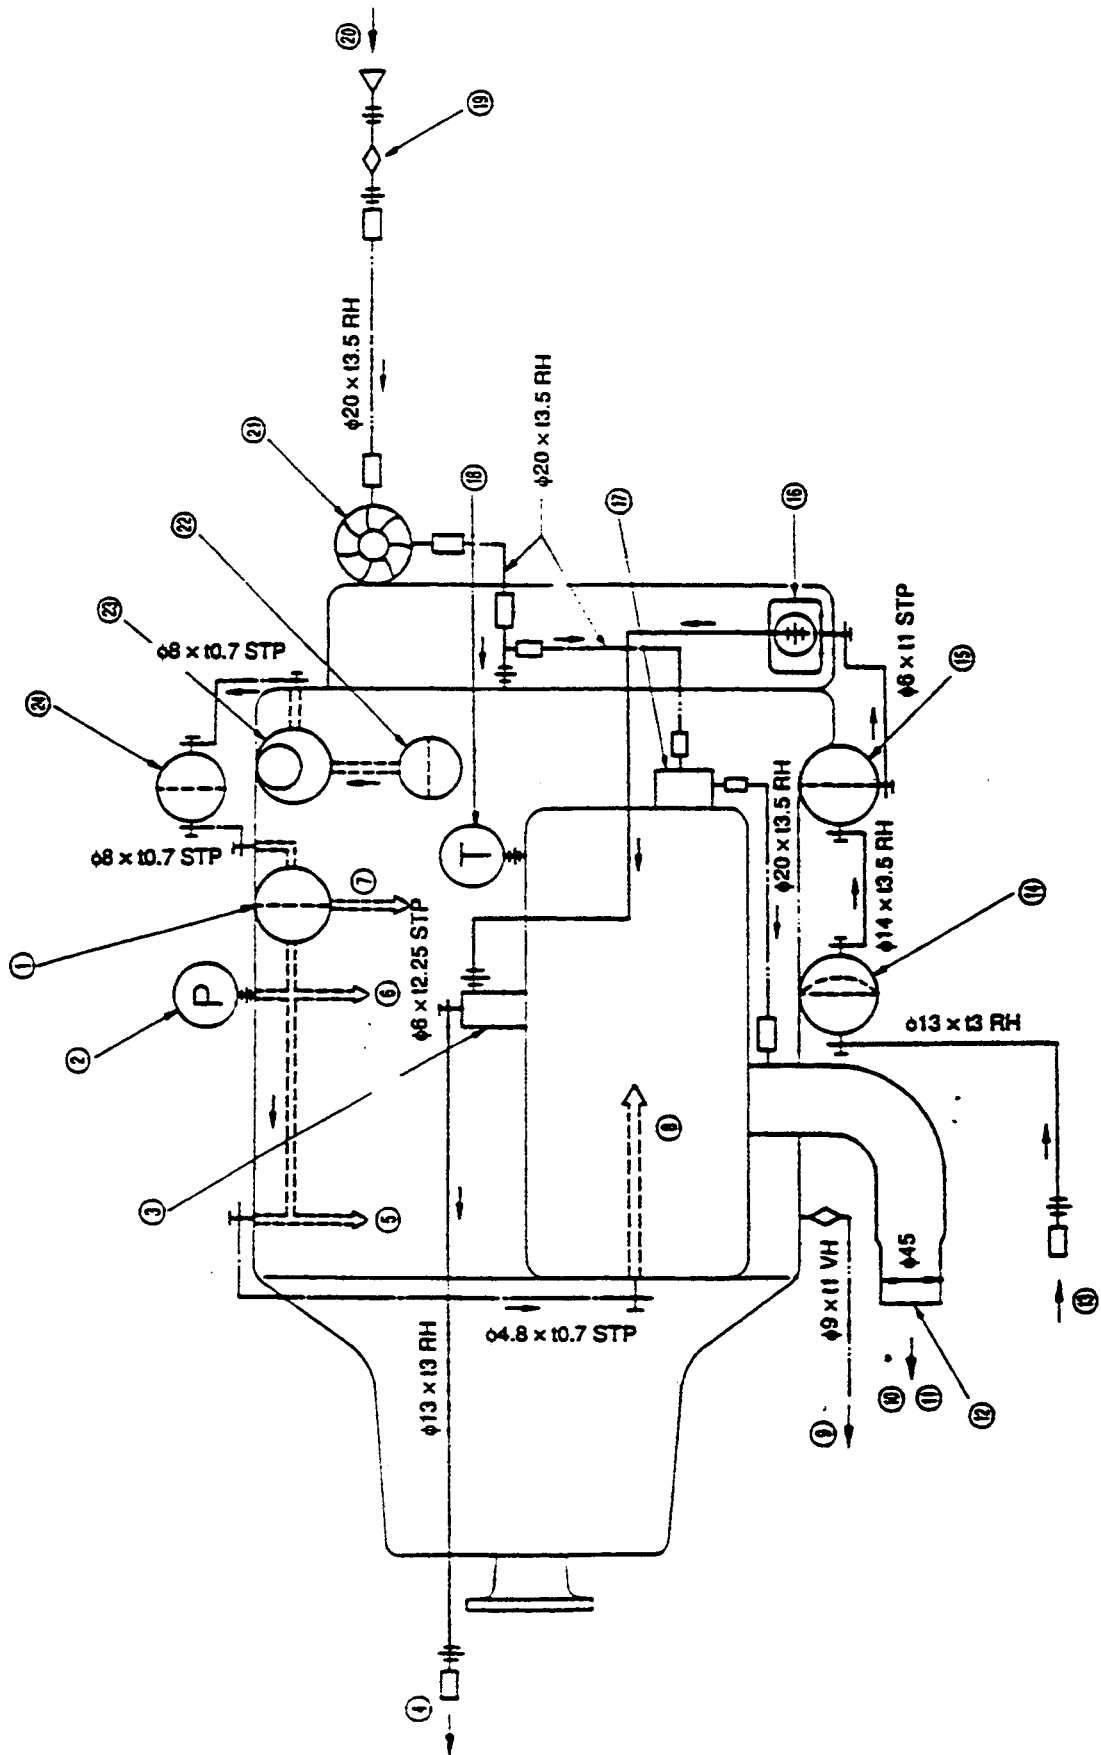 ⑳
⑲
φ20 × t3.5 RH
㉑
φ20 × t3.5 RH
⑱
㉒
⑰
⑯
㉓
φ8 × t0.7 STP
φ6 × t1 STP
㉔
⑮
T
φ20 × t3.5 RH
φ8 × t0.7 STP
⑦
①
φ14 × t3.5 RH
⑭
φ6 × t2.25 STP
P
⑥
②
φ13 × t3 RH
⑧
③
⑤
φ45
φ4.8 × t0.7 STP
φ9 × t1 VH
⑬
φ13 × t3 RH
⑩
⑪
⑫
⑨
④